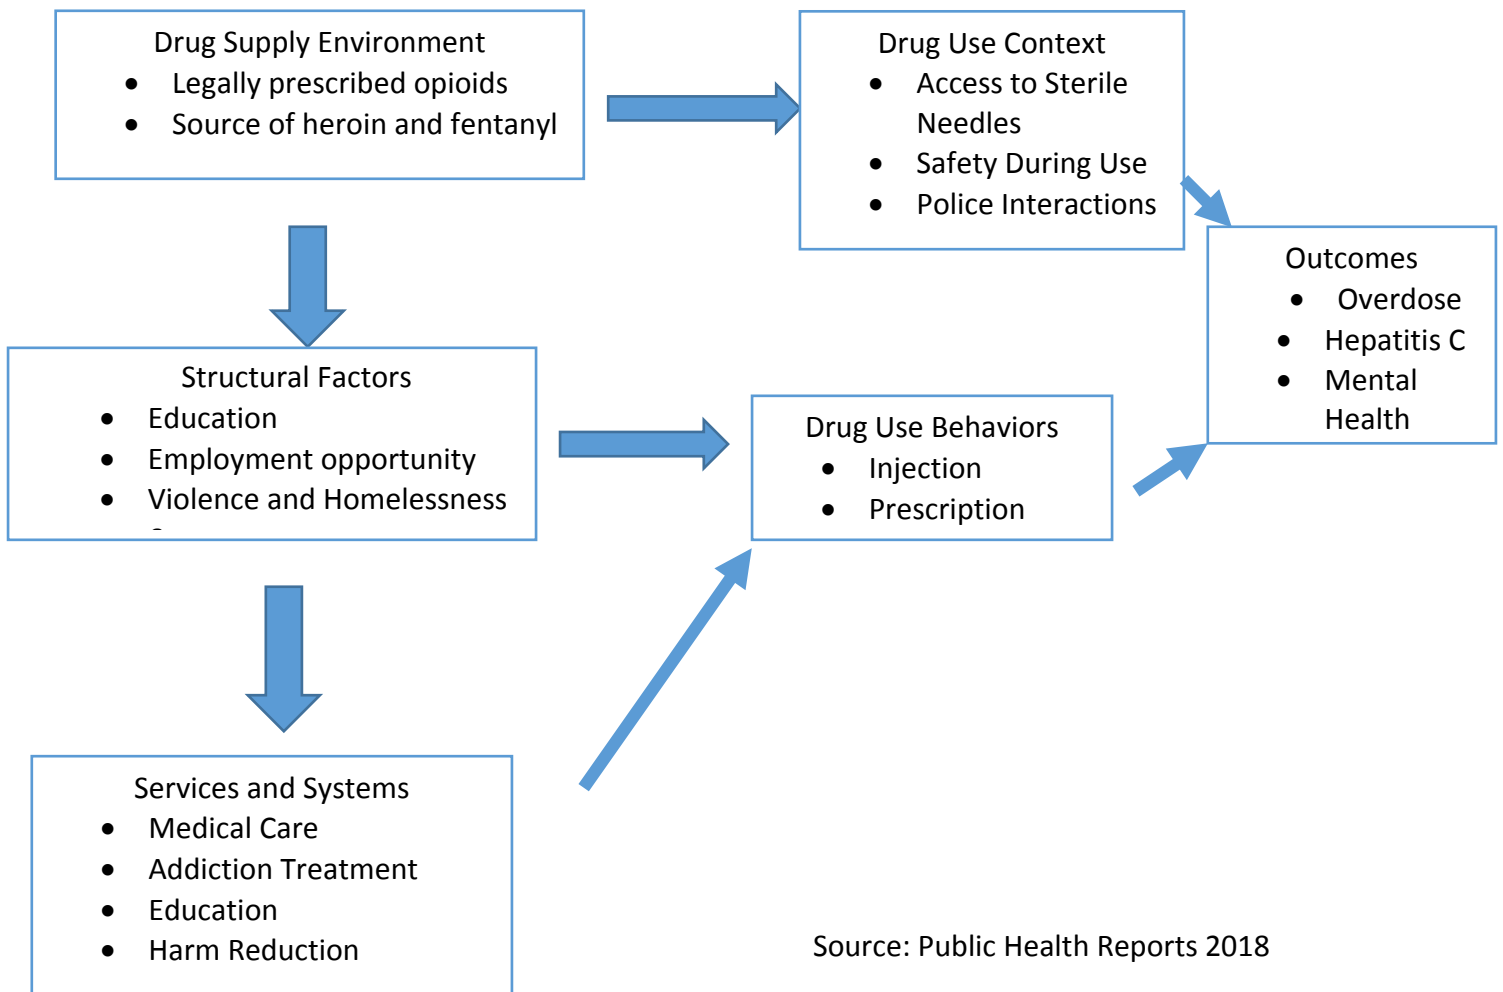 Drug Supply Environment
• Legally prescribed opioids
• Source of heroin and fentanyl
Drug Use Context
• Access to Sterile
Needles
• Safety During Use
• Police Interactions
Outcomes
• Overdose
• Hepatitis C
• Mental
Health
Structural Factors
• Education
• Employment opportunity
• Violence and Homelessness
Drug Use Behaviors
• Injection
• Prescription
Services and Systems
• Medical Care
• Addiction Treatment
• Education
• Harm Reduction
Source: Public Health Reports 2018